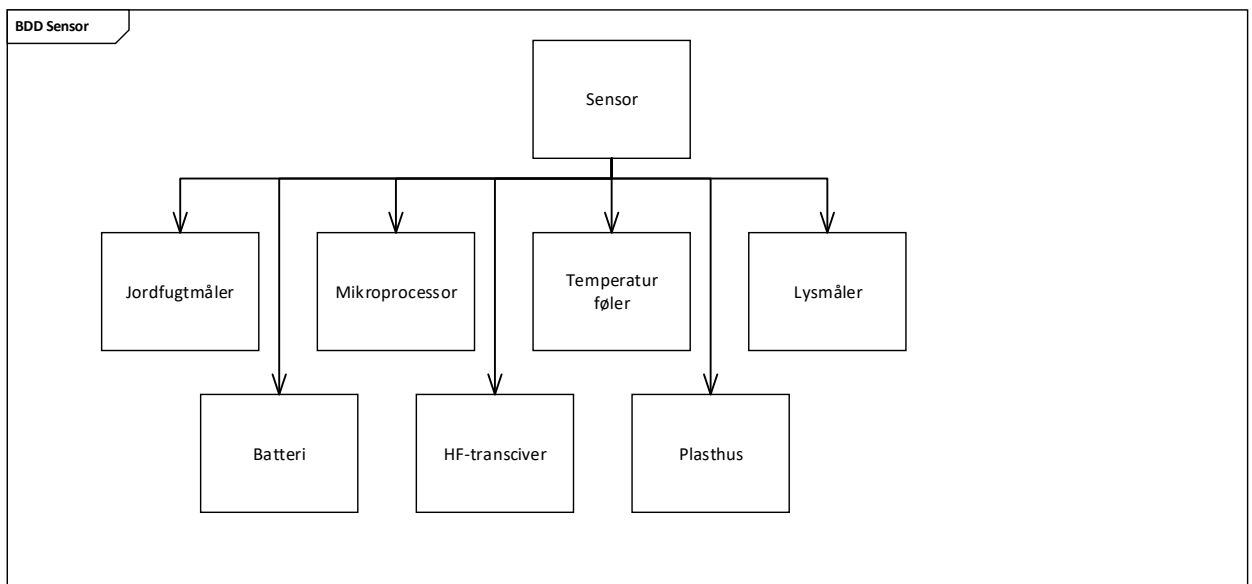 BDD Sensor
Sensor
Jordfugtmåler
Mikroprocessor
Temperatur
føler
Lysmåler
Batteri
HF-transciver
Plasthus